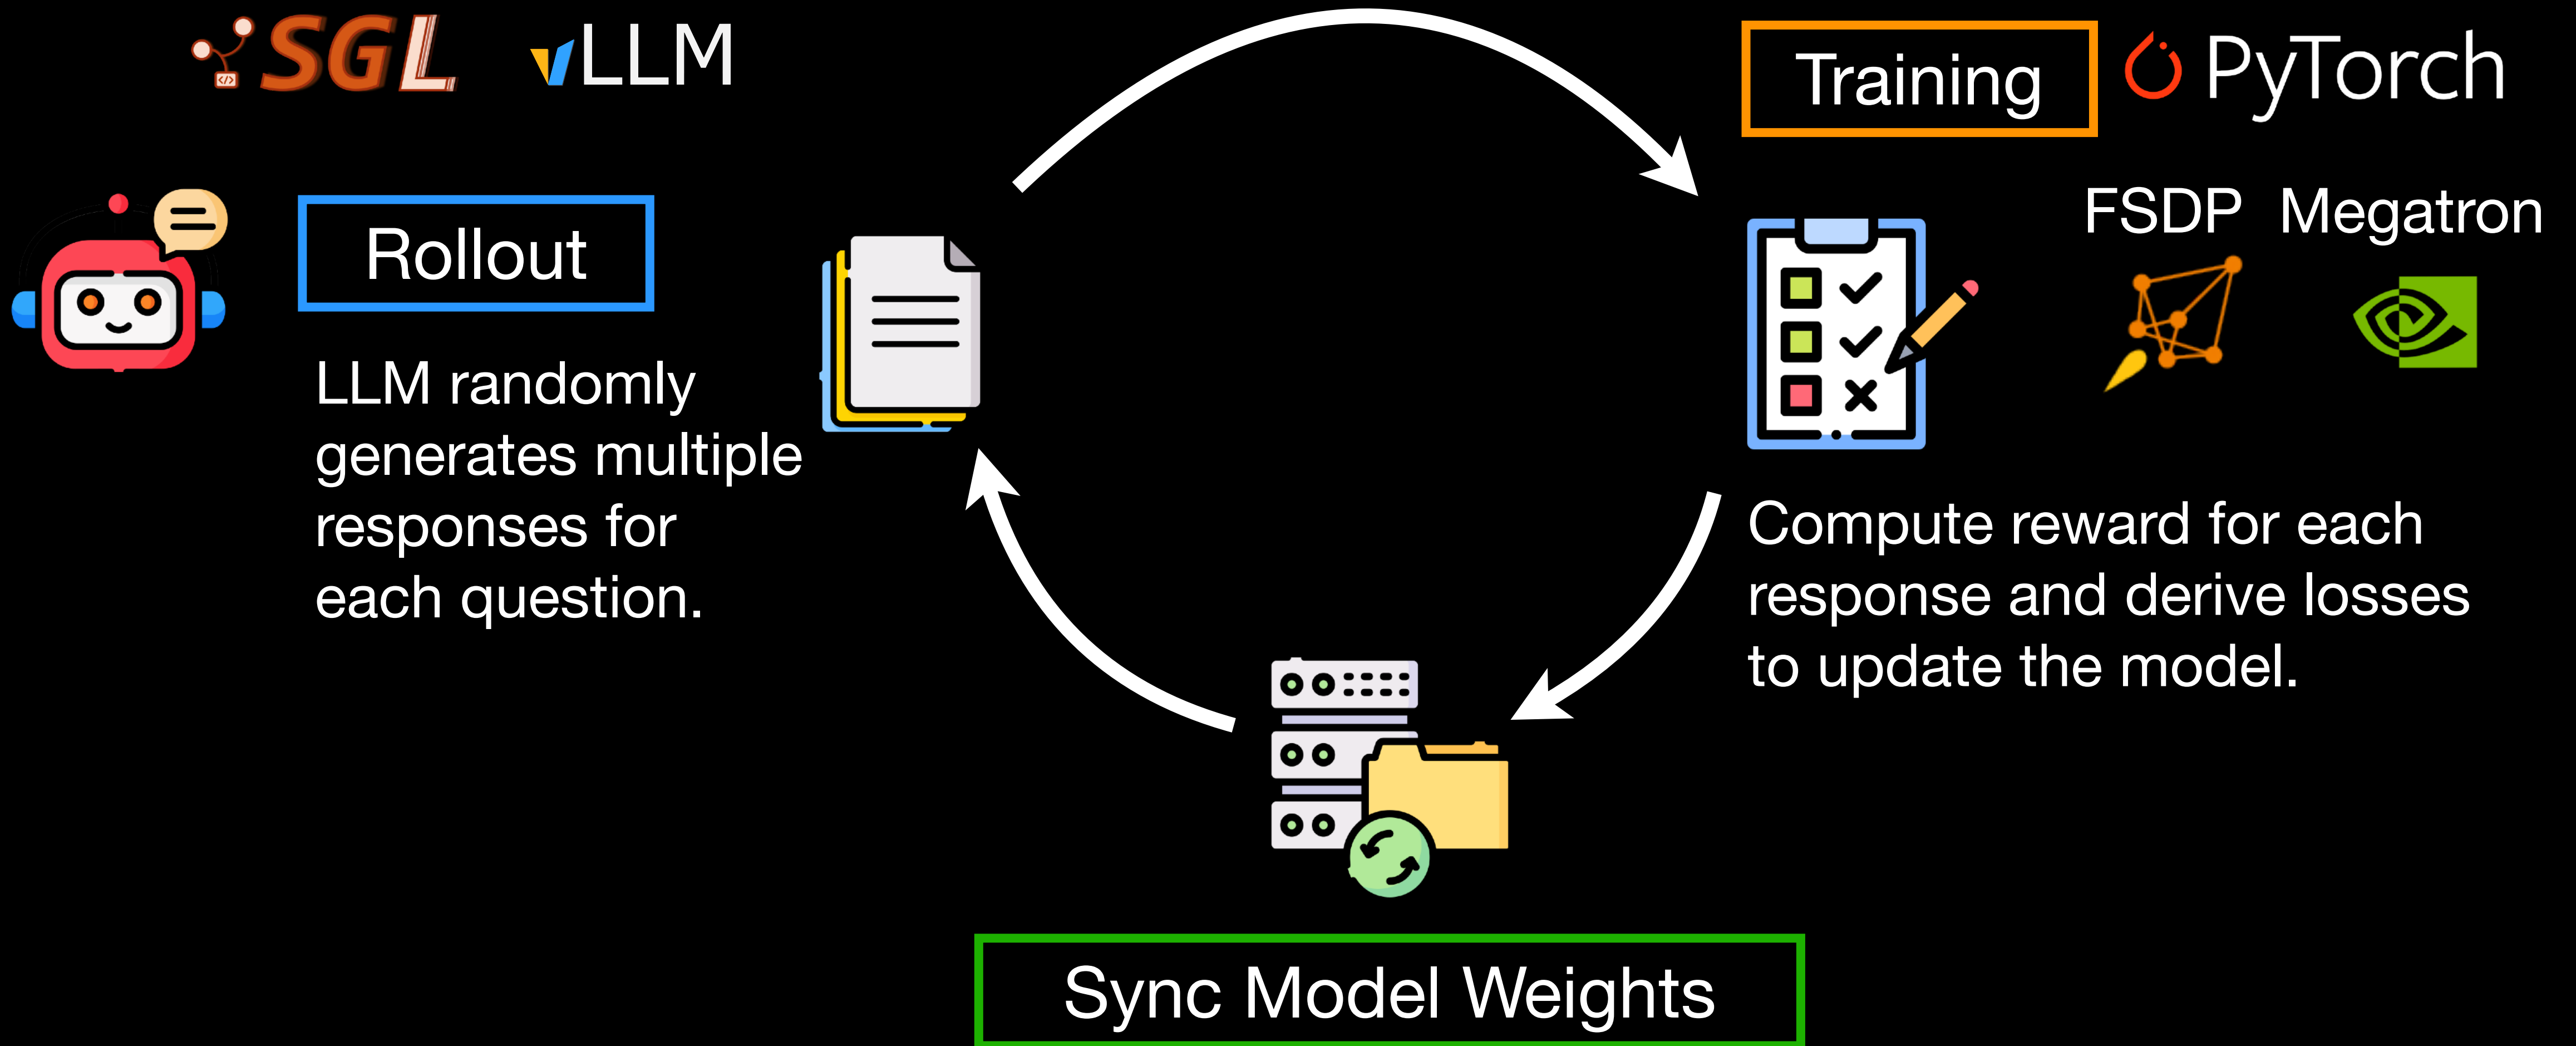 SGL
vLLM
Rollout
LLM randomly
generates multiple
responses for
each question.
Training
PyTorch
FSDP Megatron
Compute reward for each
response and derive losses
to update the model.
Sync Model Weights